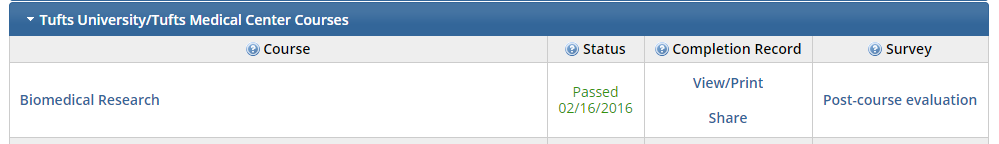 Tufts University/Tufts Medical Center Courses
Course Status Completion Record Survey
Biomedical Research
Passed
02/16/2016
View/Print
Share
Post-course evaluation